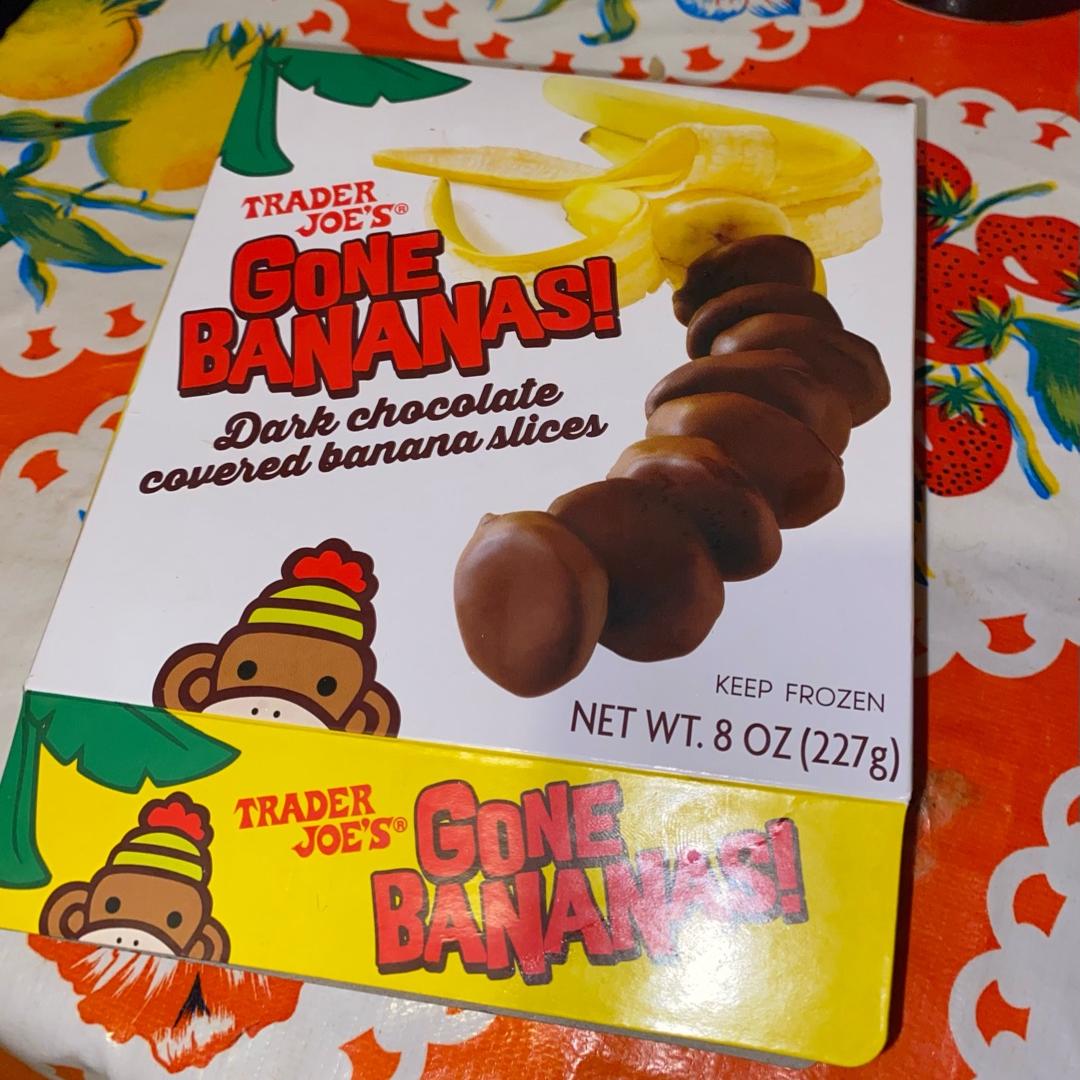 TRADER
JOE'S®
GONE
BANANAS!
Dark chocolate
covered banana slices
KEEP FROZEN
NET WT. 8 OZ (227g)
TRADER
JOE'S®
GONE
BANANAS!